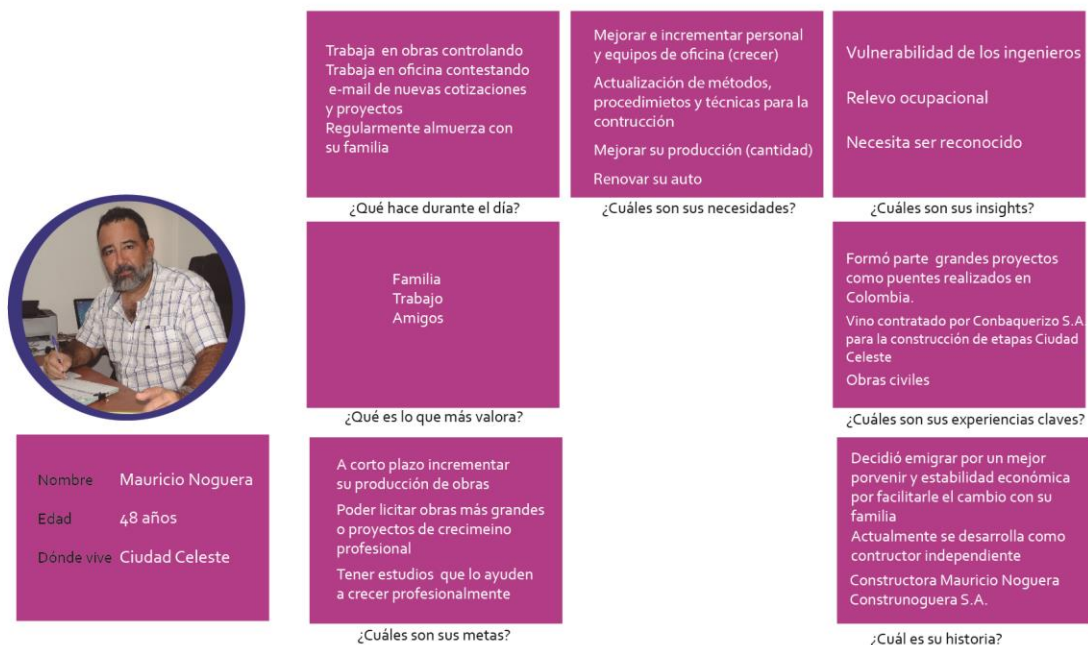 Trabaja en obras controlando
Trabaja en oficina contestando
e-mail de nuevas cotizaciones
y proyectos
Regularmente almuerza con
su familia
¿Qué hace durante el día?
Mejorar e incrementar personal
y equipos de oficina (crecer)
Actualización de métodos,
procedimietos y técnicas para la
contrucción
Mejorar su producción (cantidad)
Renovar su auto
¿Cuáles son sus necesidades?
Vulnerabilidad de los ingenieros
Relevo ocupacional
Necesita ser reconocido
¿Cuáles son sus insights?
Familia
Trabajo
Amigos
¿Qué es lo que más valora?
Formó parte grandes proyectos
como puentes realizados en
Colombia.
Vino contratado por Conbaquerizo S.A
para la construcción de etapas Ciudad
Celeste
Obras civiles
¿Cuáles son sus experiencias claves?
Nombre Mauricio Noguera
Edad 48 años
Dónde vive Ciudad Celeste
A corto plazo incrementar
su producción de obras
Poder licitar obras más grandes
o proyectos de crecimeino
profesional
Tener estudios que lo ayuden
a crecer profesionalmente
¿Cuáles son sus metas?
Decidió emigrar por un mejor
porvenir y estabilidad económica
por facilitarle el cambio con su
familia
Actualmente se desarrolla como
contructor independiente
Constructora Mauricio Noguera
Construnoguera S.A.
¿Cuál es su historia?